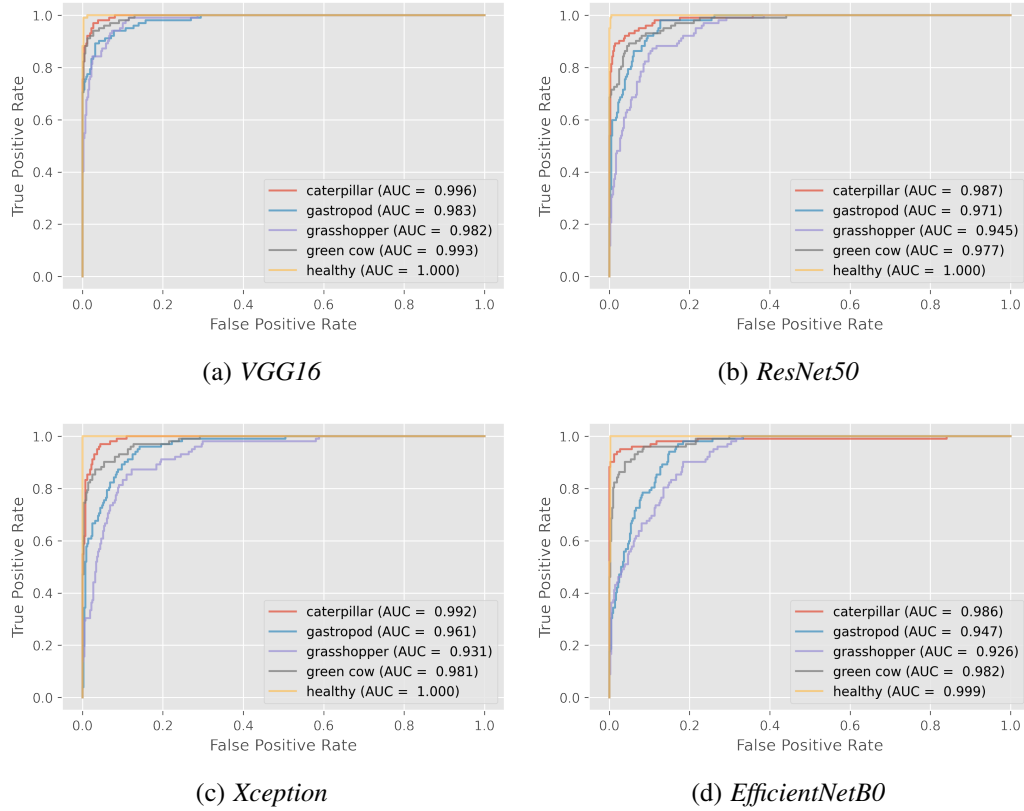 1.0
0.8
0.6
0.4
0.2
0.0
True Positive Rate
caterpillar (AUC = 0.996)
gastropod (AUC = 0.983)
grasshopper (AUC = 0.982)
green cow (AUC = 0.993)
healthy (AUC = 1.000)
0.0 0.2 0.4 0.6 0.8 1.0
False Positive Rate
(a) VGG16
1.0
0.8
0.6
0.4
0.2
0.0
True Positive Rate
caterpillar (AUC = 0.987)
gastropod (AUC = 0.971)
grasshopper (AUC = 0.945)
green cow (AUC = 0.977)
healthy (AUC = 1.000)
0.0 0.2 0.4 0.6 0.8 1.0
False Positive Rate
(b) ResNet50
1.0
0.8
0.6
0.4
0.2
0.0
True Positive Rate
caterpillar (AUC = 0.992)
gastropod (AUC = 0.961)
grasshopper (AUC = 0.931)
green cow (AUC = 0.981)
healthy (AUC = 1.000)
0.0 0.2 0.4 0.6 0.8 1.0
False Positive Rate
(c) Xception
1.0
0.8
0.6
0.4
0.2
0.0
True Positive Rate
caterpillar (AUC = 0.986)
gastropod (AUC = 0.947)
grasshopper (AUC = 0.926)
green cow (AUC = 0.982)
healthy (AUC = 0.999)
0.0 0.2 0.4 0.6 0.8 1.0
False Positive Rate
(d) EfficientNetB0